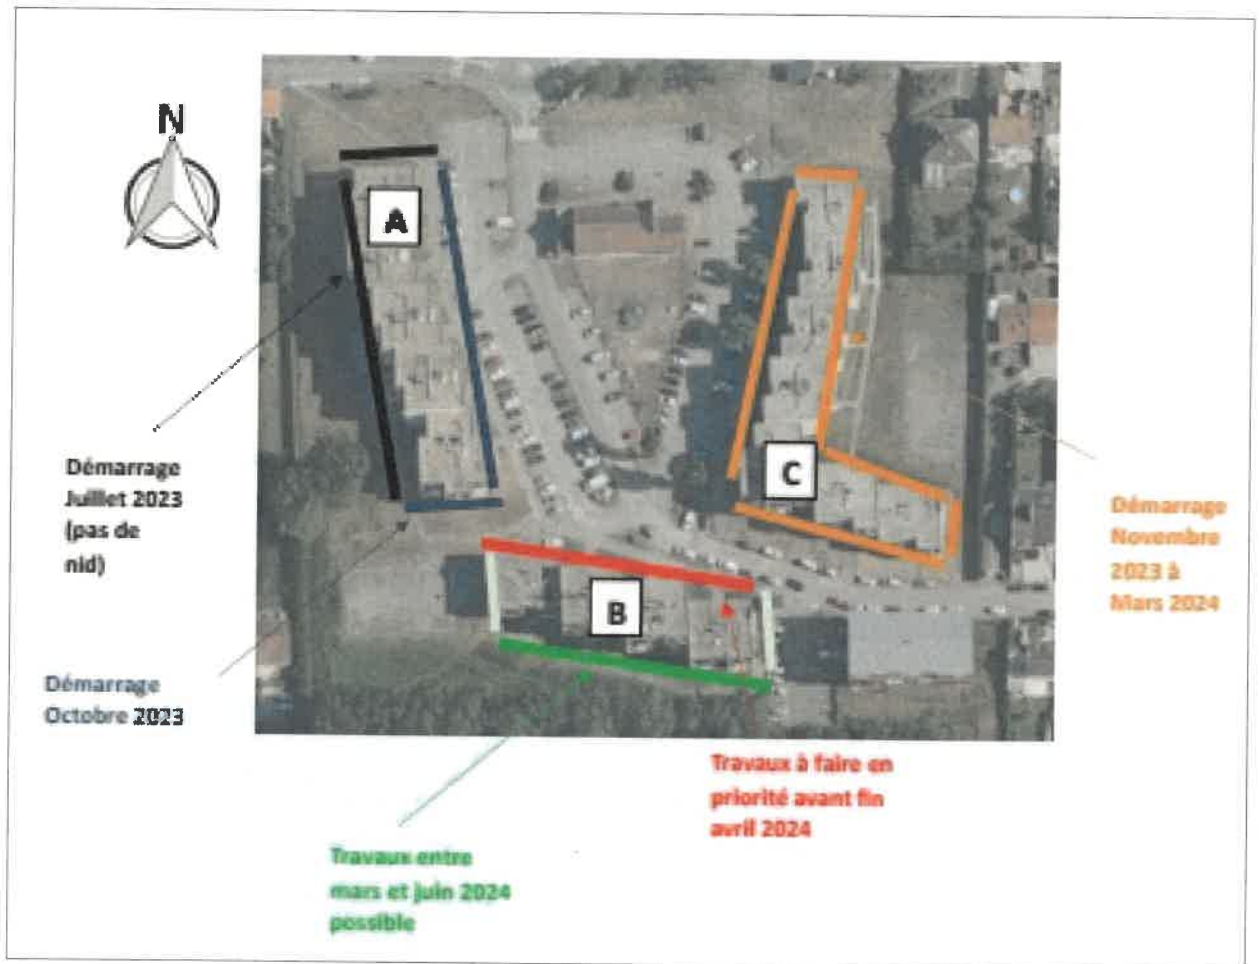 N
A
C
B
Démarrage
Juillet 2023
(pas de
nid)
Démarrage
Octobre 2023
Démarrage
Novembre
2023 à
Mars 2024
Travaux à faire en
priorité avant fin
avril 2024
Travaux entre
mars et juin 2024
possible